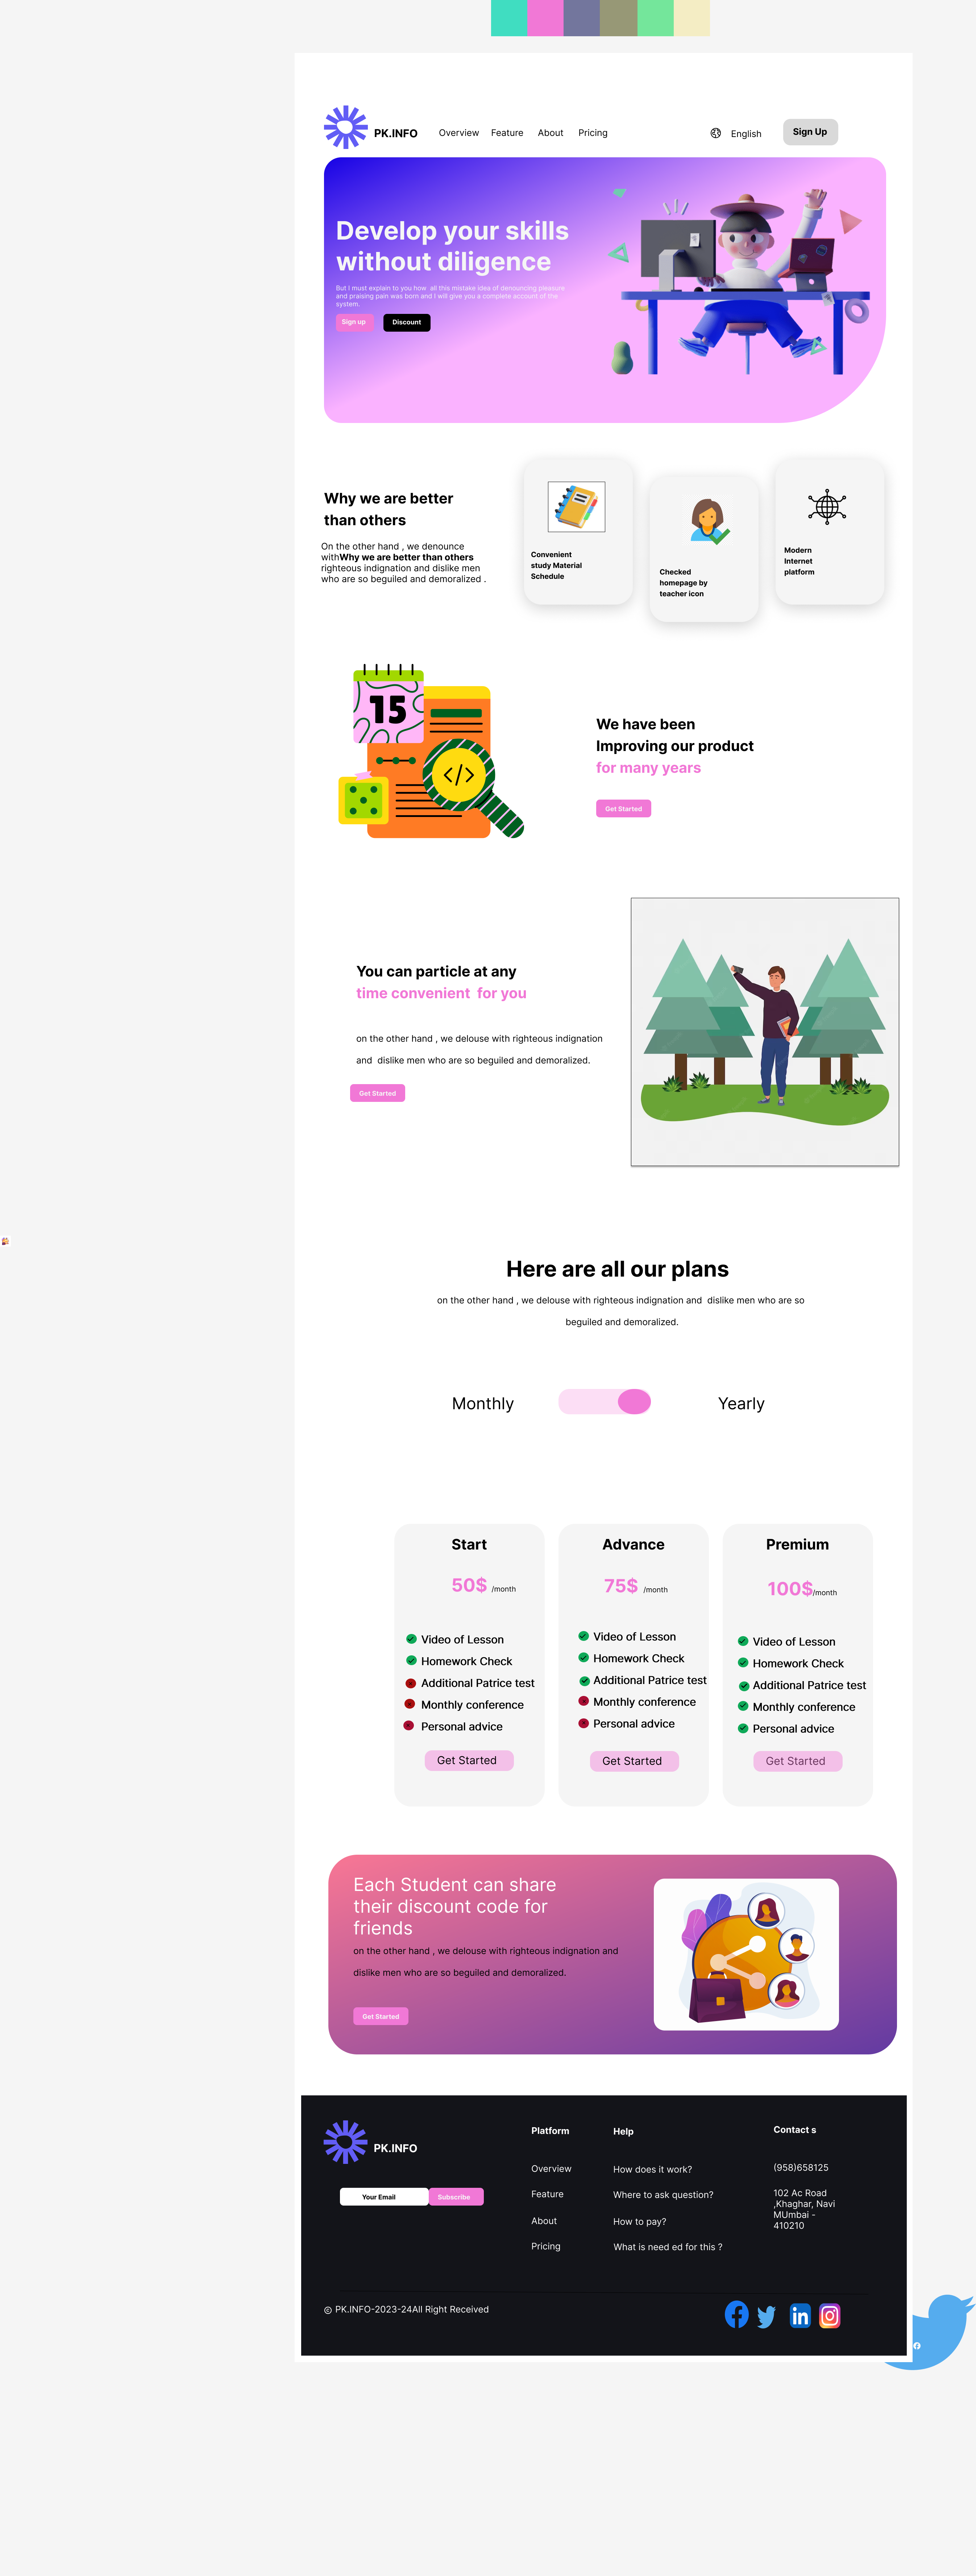 PK.INFO
Overview Feature About Pricing
English
Sign Up
Develop your skills
without diligence
But I must explain to you how all this mistake idea of denouncing pleasure
and praising pain was born and I will give you a complete account of the
system.
Sign up
Discount
Why we are better
than others
On the other hand , we denounce
withWhy we are better than others
righteous indignation and dislike men
who are so beguiled and demoralized .
Convenient
study Material
Schedule
Checked
homepage by
teacher icon
Modern
Internet
platform
15
</>
We have been
Improving our product
for many years
Get Started
You can particle at any
time convenient for you
on the other hand , we delouse with righteous indignation
and dislike men who are so beguiled and demoralized.
Get Started
Here are all our plans
on the other hand , we delouse with righteous indignation and dislike men who are so
beguiled and demoralized.
Monthly
Yearly
Start
50$ /month
Video of Lesson
Homework Check
Additional Patrice test
Monthly conference
Personal advice
Get Started
Advance
75$ /month
Video of Lesson
Homework Check
Additional Patrice test
Monthly conference
Personal advice
Get Started
Premium
100$/month
Video of Lesson
Homework Check
Additional Patrice test
Monthly conference
Personal advice
Get Started
Each Student can share
their discount code for
friends
on the other hand , we delouse with righteous indignation and
dislike men who are so beguiled and demoralized.
Get Started
PK.INFO
Your Email
Subscribe
Platform
Overview
Feature
About
Pricing
Help
How does it work?
Where to ask question?
How to pay?
What is need ed for this ?
Contact s
(958)658125
102 Ac Road
,Khaghar, Navi
MUmbai -
410210
© PK.INFO-2023-24All Right Received
in